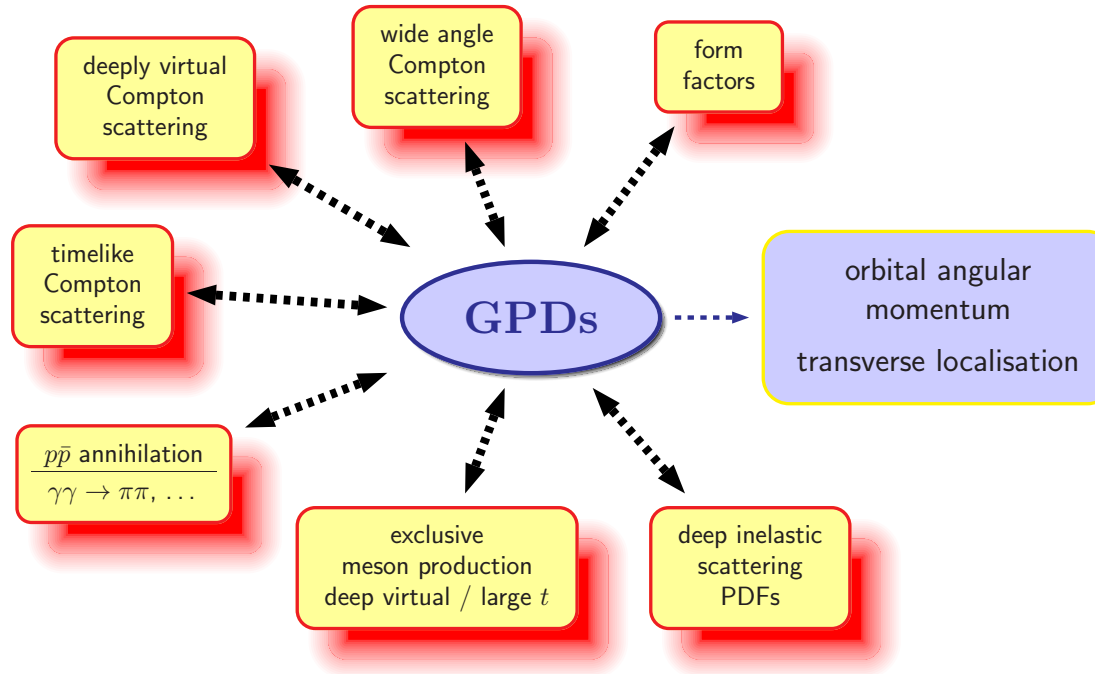 deeply virtual
Compton
scattering
wide angle
Compton
scattering
form
factors
timelike
Compton
scattering
GPDs
orbital angular
momentum
transverse localisation
pp̄ annihilation
γγ → ππ, …
exclusive
meson production
deep virtual / large t
deep inelastic
scattering
PDFs